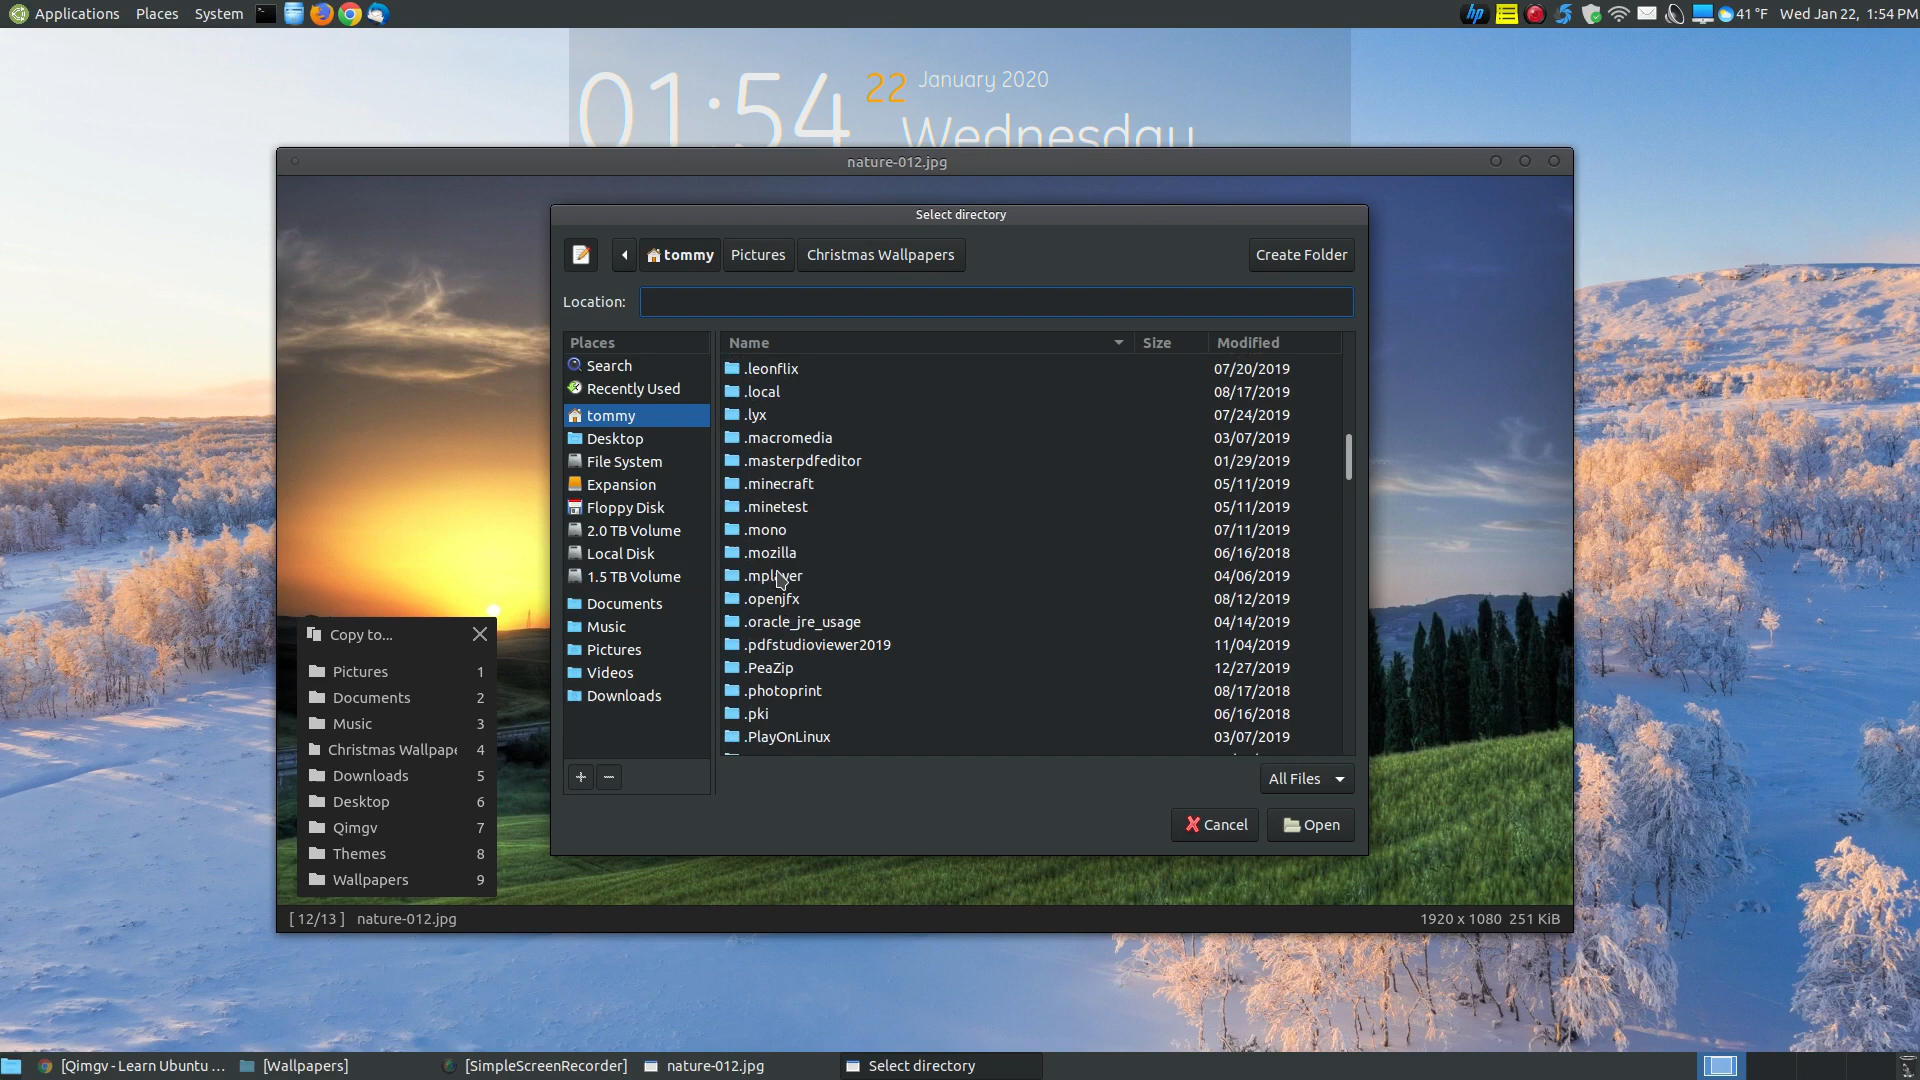 Applications Places System
hp 41 °F Wed Jan 22, 1:54 PM
01:54 22 January 2020
Wednesday
nature-012.jpg
Select directory
tommy Pictures Christmas Wallpapers Create Folder
Location:
Places
Search
Recently Used
tommy
Desktop
File System
Expansion
Floppy Disk
2.0 TB Volume
Local Disk
1.5 TB Volume
Documents
Music
Pictures
Videos
Downloads
Name Size Modified
.leonflix 07/20/2019
.local 08/17/2019
.lyx 07/24/2019
.macromedia 03/07/2019
.masterpdfeditor 01/29/2019
.minecraft 05/11/2019
.minetest 05/11/2019
.mono 07/11/2019
.mozilla 06/16/2018
.mplayer 04/06/2019
.openjfx 08/12/2019
.oracle_jre_usage 04/14/2019
.pdfstudioviewer2019 11/04/2019
.PeaZip 12/27/2019
.photoprint 08/17/2018
.pki 06/16/2018
.PlayOnLinux 03/07/2019
All Files
Cancel Open
Copy to...
Pictures 1
Documents 2
Music 3
Christmas Wallpape 4
Downloads 5
Desktop 6
Qimgv 7
Themes 8
Wallpapers 9
[ 12/13 ] nature-012.jpg 1920 x 1080 251 KiB
[Qimgv - Learn Ubuntu ... [Wallpapers] [SimpleScreenRecorder] nature-012.jpg Select directory